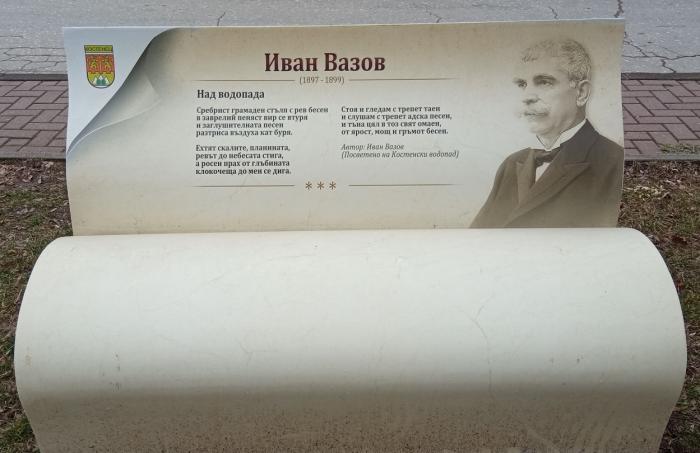 КОСТЕНЕЦ
Иван Вазов
(1897 - 1899)
Над водопада
Сребрист грамаден стълп с рев бесен
в заврелий пеняст вир се втуря
и заглушителната песен
разтриса въздуха кат буря.
Ехтят скалите, планината,
ревът до небесата стига,
а росен прах от глъбината
клокочеща до мен се дига.
Стоя и гледам с трепет таен
и слушам с трепет адска песен,
и тъна цял в тоз свят омаен,
от ярост, мощ и гръмот бесен.
Автор: Иван Вазов
(Посветено на Костенски водопад)